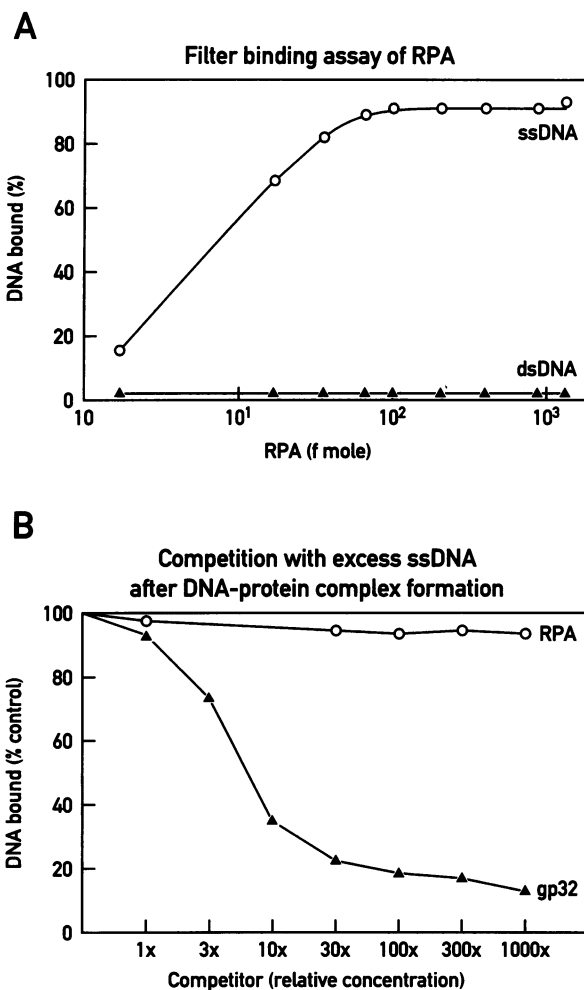 A
Filter binding assay of RPA
100
80
60
40
20
0
DNA bound (%)
ssDNA
dsDNA
10 10¹ 10² 10³
RPA (f mole)
B
Competition with excess ssDNA
after DNA-protein complex formation
100
80
60
40
20
0
DNA bound (% control)
RPA
gp32
1x 3x 10x 30x 100x 300x 1000x
Competitor (relative concentration)